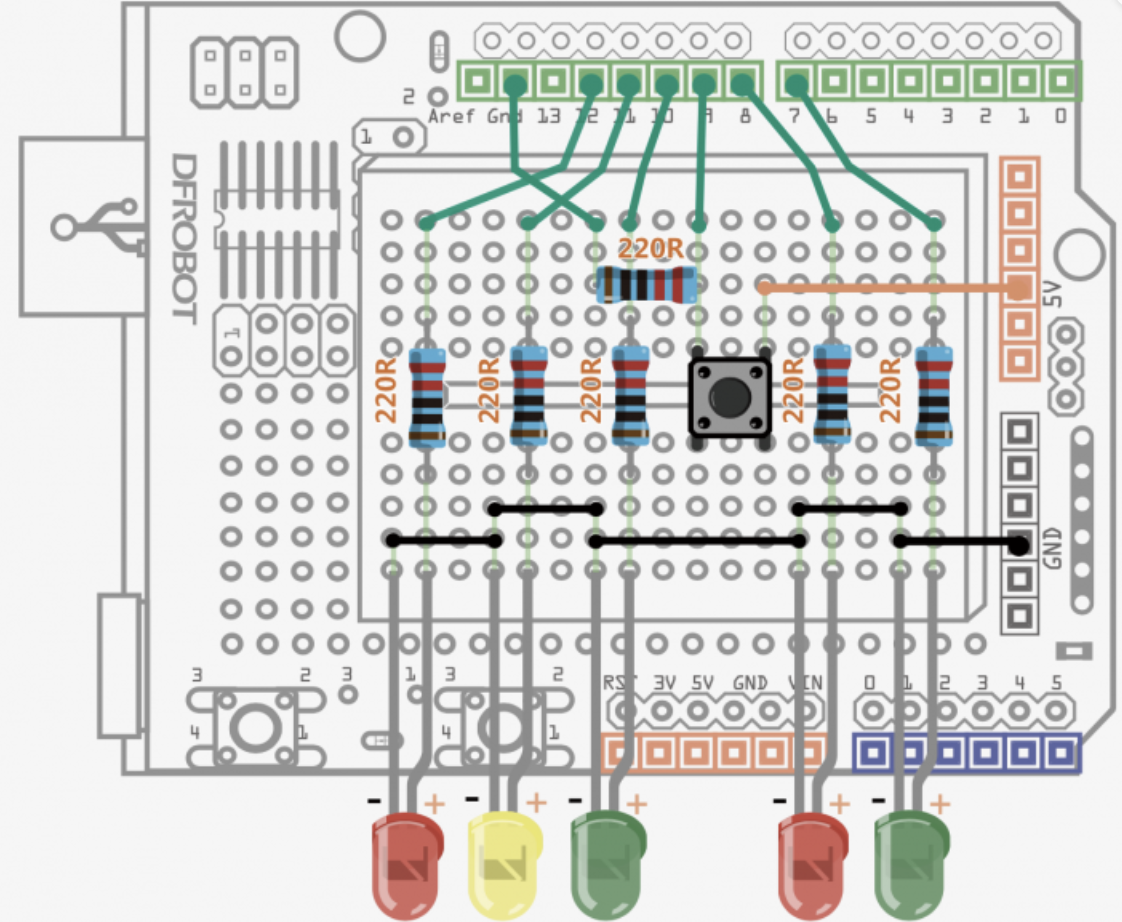 2
Aref Gnd 13 12 11 10 9 8 7 6 5 4 3 2 1 0
1
DFROBOT
220R
5V
1
220R 220R 220R 220R 220R
GND
3 2 3 1 3 2
RST 3V 5V GND VIN 0 1 2 3 4 5
4 1 4 1
- + - + - + - + - +